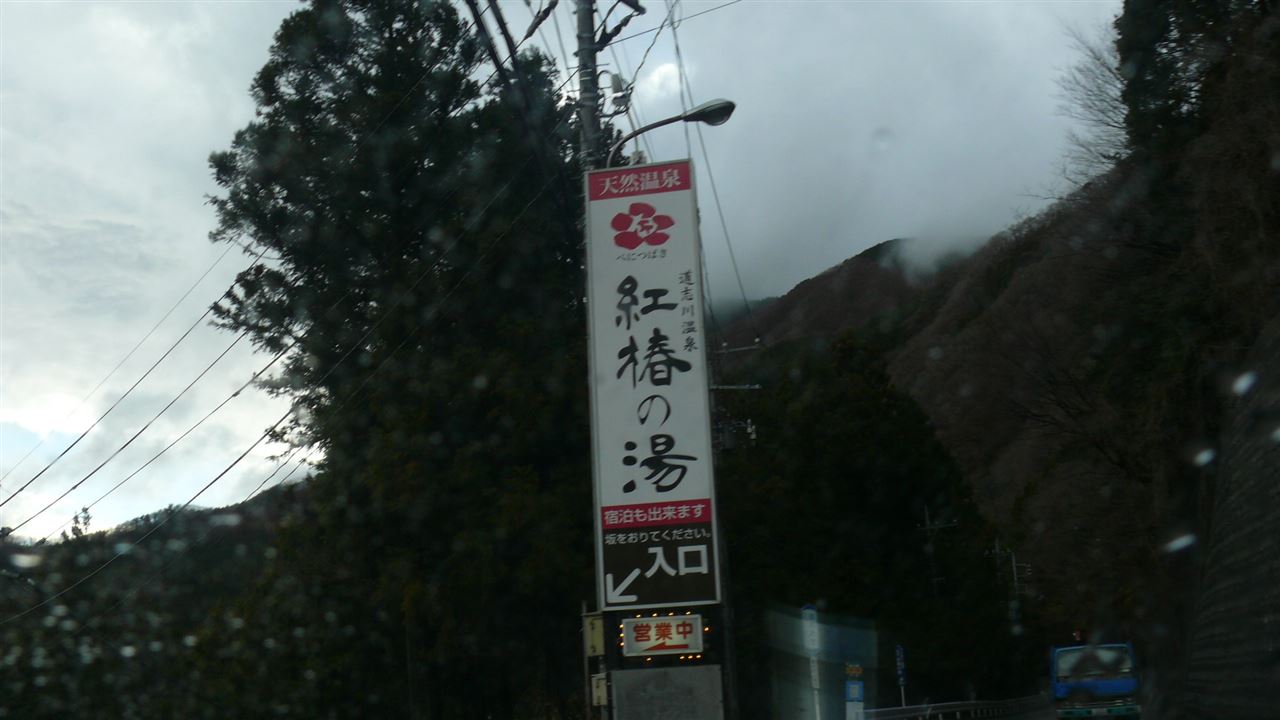 天然温泉
べにつばき
道志川温泉
紅椿の湯
宿泊も出来ます
坂をおりてください。
入口
営業中